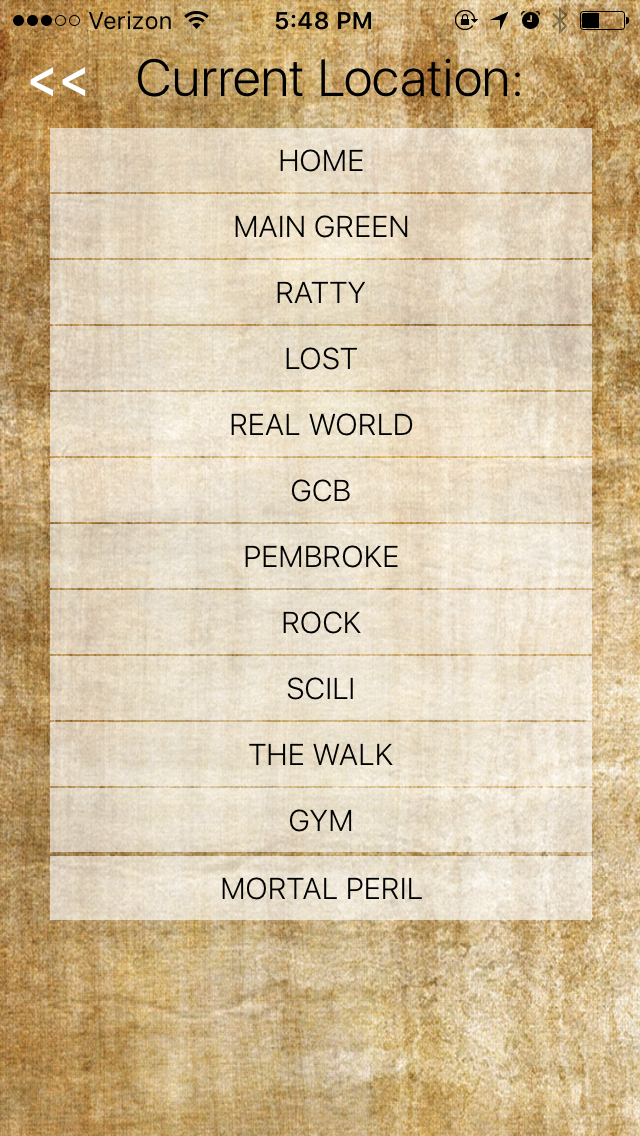 Verizon 5:48 PM
<< Current Location:
HOME
MAIN GREEN
RATTY
LOST
REAL WORLD
GCB
PEMBROKE
ROCK
SCILI
THE WALK
GYM
MORTAL PERIL